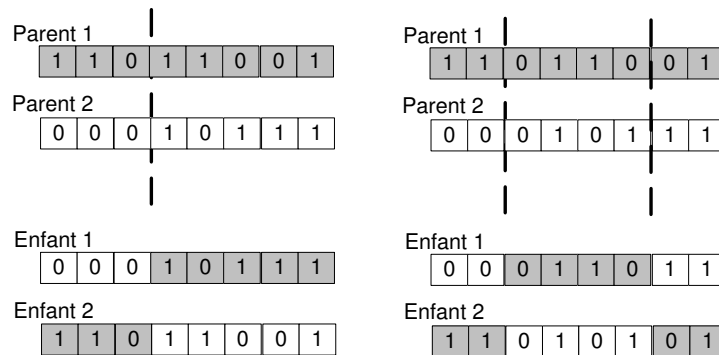 Parent 1
1 1 0 1 1 0 0 1
Parent 2
0 0 0 1 0 1 1 1
Enfant 1
0 0 0 1 0 1 1 1
Enfant 2
1 1 0 1 1 0 0 1
Parent 1
1 1 0 1 1 0 0 1
Parent 2
0 0 0 1 0 1 1 1
Enfant 1
0 0 0 1 1 0 1 1
Enfant 2
1 1 0 1 0 1 0 1